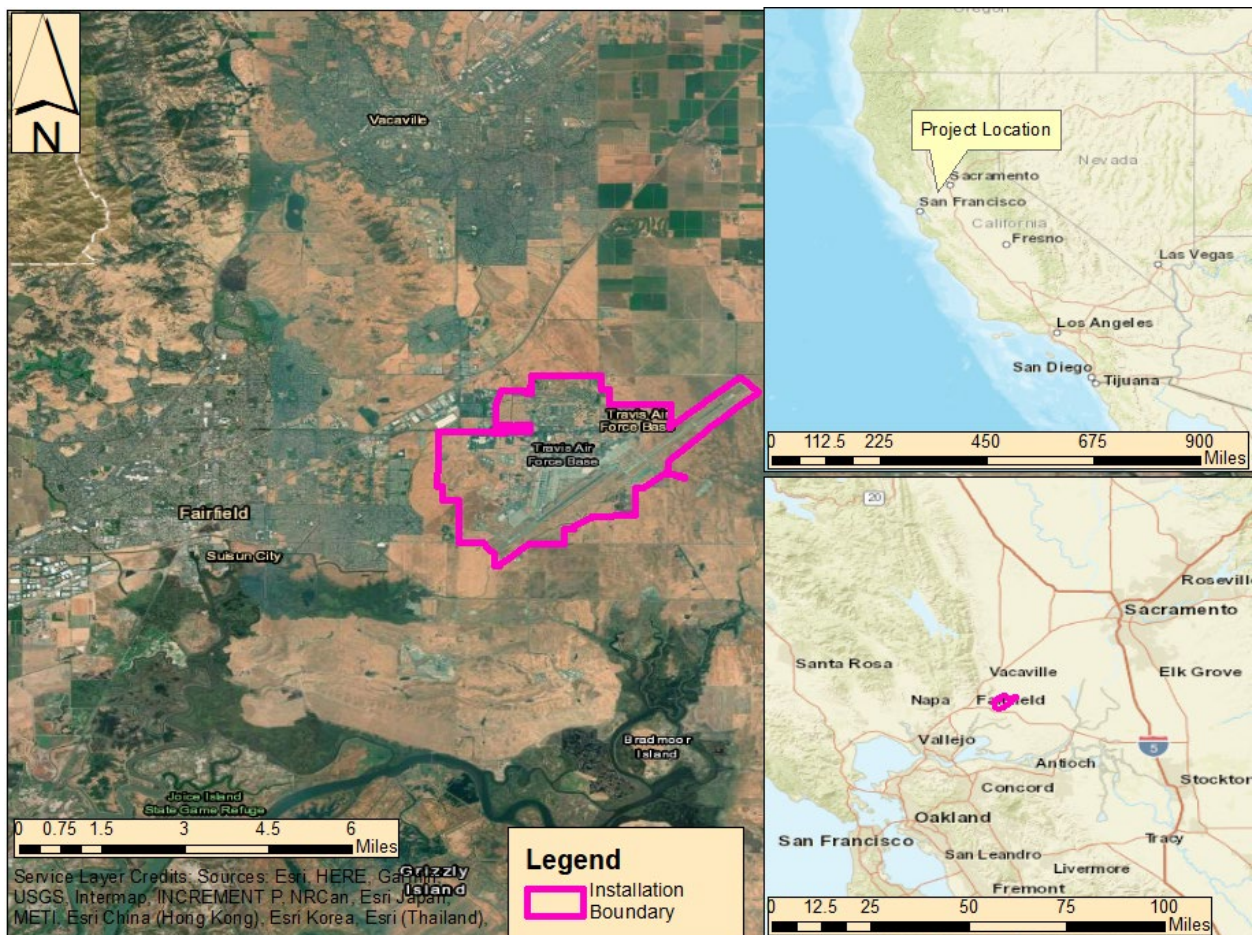 N
Vacaville
Travis Air
Force Base
Travis Air
Force Base
Fairfield
Suisun City
Bradmoor
Island
Joice Island
State Game Refuge
Grizzly
Island
0 0.75 1.5 3 4.5 6
Miles
Service Layer Credits: Sources: Esri, HERE, Garmin,
USGS, Intermap, INCREMENT P, NRCan, Esri Japan,
METI, Esri China (Hong Kong), Esri Korea, Esri (Thailand),
Legend
Installation
Boundary
Oregon
Project Location
Nevada
Sacramento
San Francisco
California
Fresno
Las Vegas
Los Angeles
San Diego
Tijuana
0 112.5 225 450 675 900
Miles
20
Roseville
Sacramento
Santa Rosa
Vacaville
Elk Grove
Napa
Fairfield
Vallejo
5
Antioch
Stockton
Concord
Oakland
San Francisco
Tracy
San Leandro
Livermore
Fremont
0 12.5 25 50 75 100
Miles